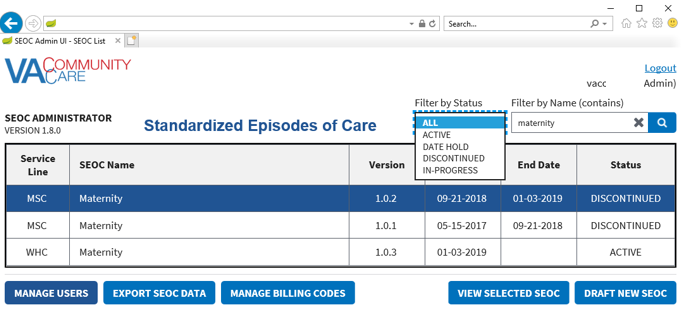 Search...
SEOC Admin UI - SEOC List
VA COMMUNITY CARE
Logout
vacc Admin)
Filter by Status
Filter by Name (contains)
SEOC ADMINISTRATOR
VERSION 1.8.0
Standardized Episodes of Care
ALL
ACTIVE
DATE HOLD
DISCONTINUED
IN-PROGRESS
maternity
Service Line SEOC Name Version End Date Status
MSC Maternity 1.0.2 09-21-2018 01-03-2019 DISCONTINUED
MSC Maternity 1.0.1 05-15-2017 09-21-2018 DISCONTINUED
WHC Maternity 1.0.3 01-03-2019 ACTIVE
MANAGE USERS EXPORT SEOC DATA MANAGE BILLING CODES VIEW SELECTED SEOC DRAFT NEW SEOC